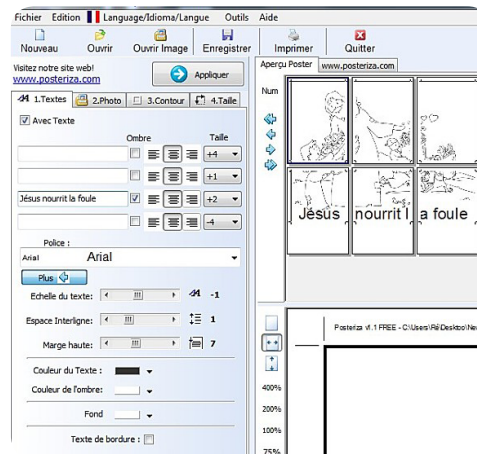 Fichier Edition Language/Idioma/Langue Outils Aide
Nouveau Ouvrir Ouvrir Image Enregistrer Imprimer Quitter
Visitez notre site web!
www.posteriza.com
Appliquer
1.Textes 2.Photo 3.Contour 4.Taille
Avec Texte
Ombre Taille
+4
+1
Jésus nourrit la foule +2
-4
Police :
Arial Arial
Plus
Echelle du texte: -1
Espace Interligne: 1
Marge haute: 7
Couleur du Texte :
Couleur de l'ombre:
Fond
Texte de bordure :
Aperçu Poster www.posteriza.com
Num
Jésus nourrit la foule
Posteriza v1.1 FREE - C:\Users\Ré\Desktop\New
400%
200%
100%
75%